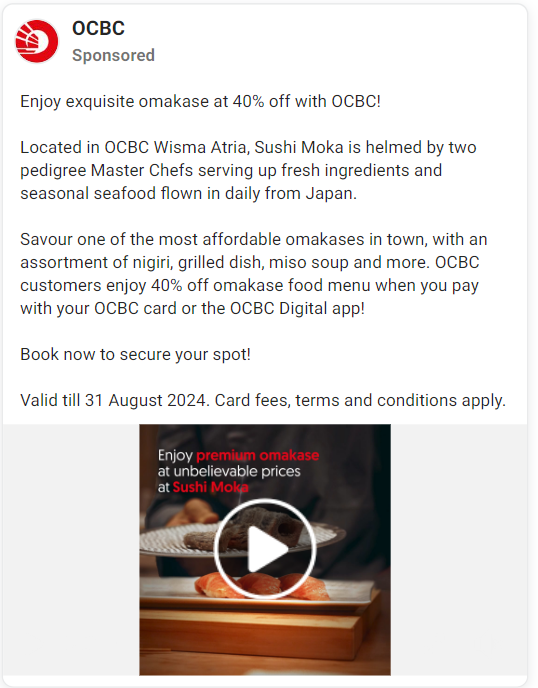 OCBC
Sponsored
Enjoy exquisite omakase at 40% off with OCBC!
Located in OCBC Wisma Atria, Sushi Moka is helmed by two
pedigree Master Chefs serving up fresh ingredients and
seasonal seafood flown in daily from Japan.
Savour one of the most affordable omakases in town, with an
assortment of nigiri, grilled dish, miso soup and more. OCBC
customers enjoy 40% off omakase food menu when you pay
with your OCBC card or the OCBC Digital app!
Book now to secure your spot!
Valid till 31 August 2024. Card fees, terms and conditions apply.
Enjoy premium omakase
at unbelievable prices
at Sushi Moka